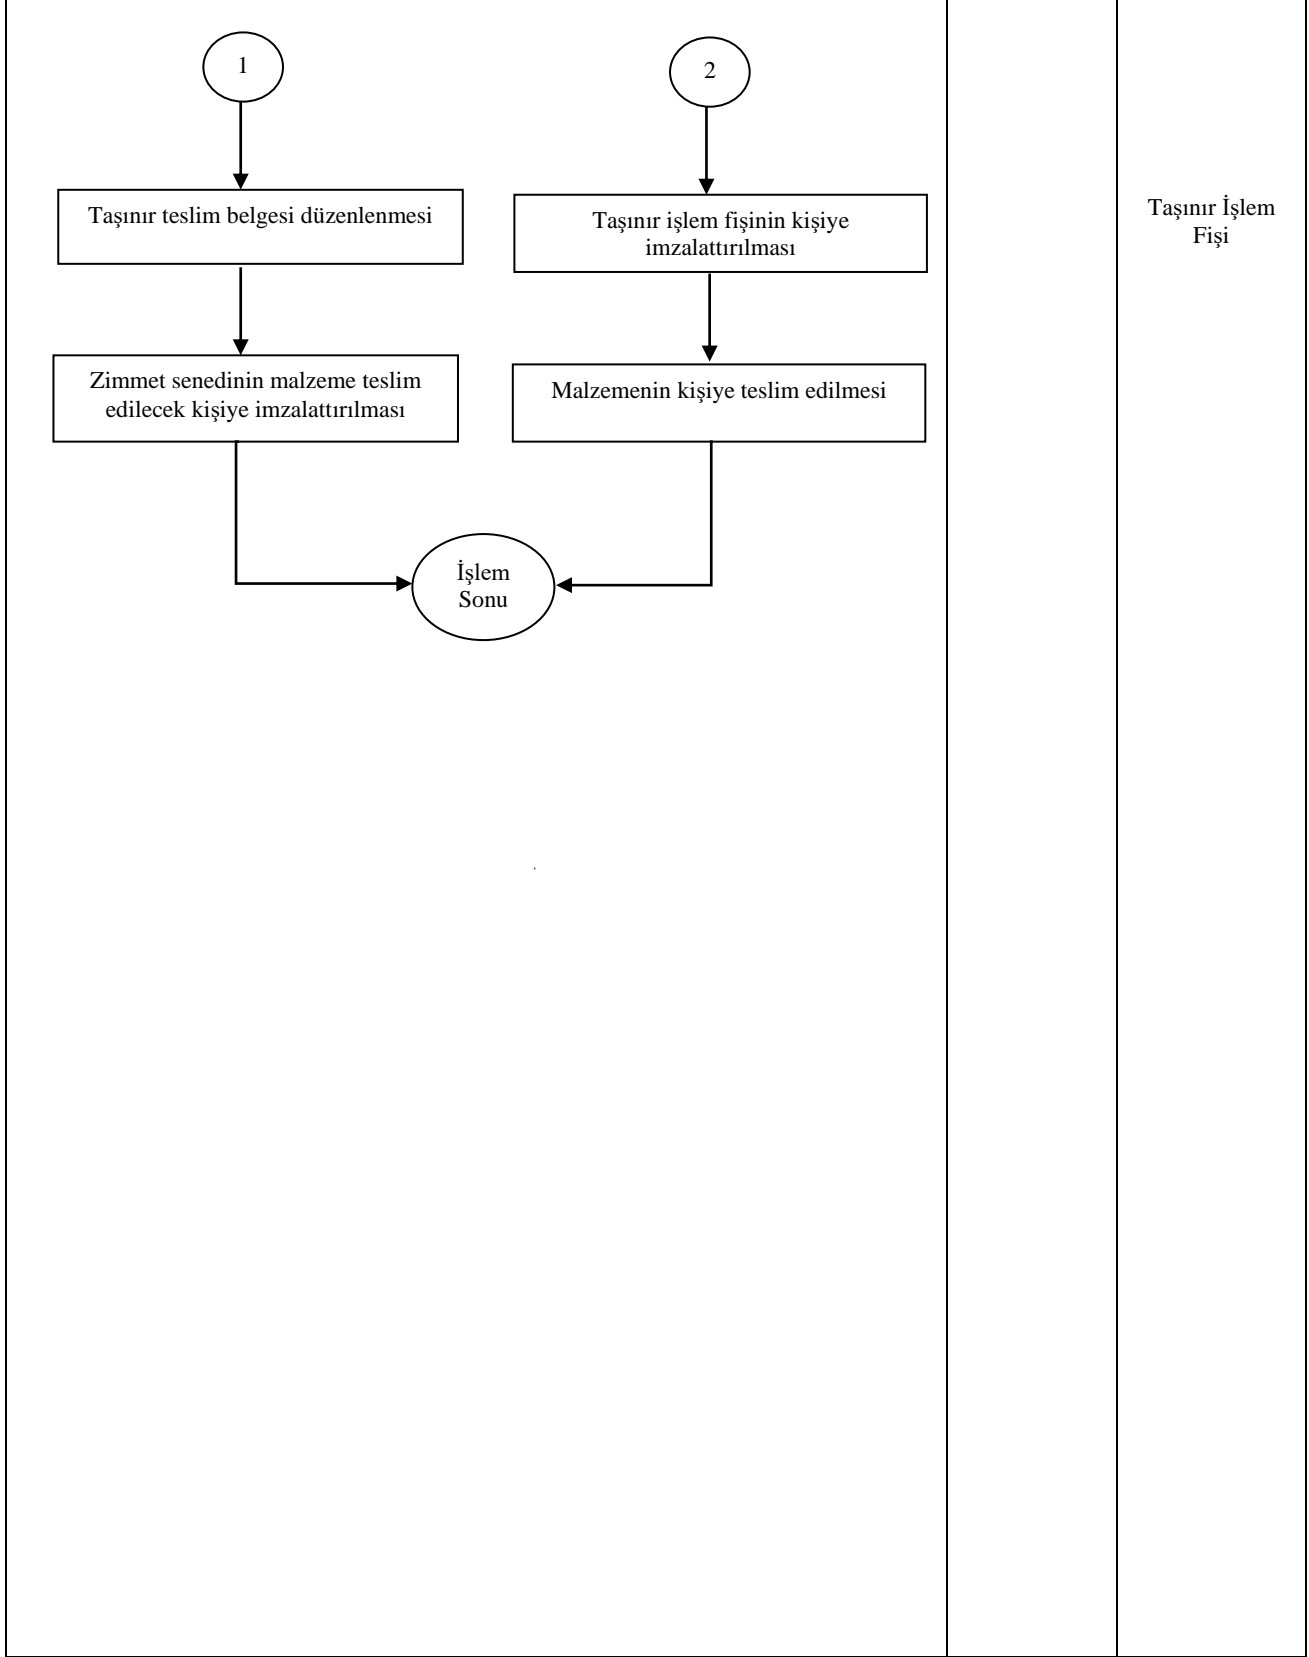 1
2
Taşınır teslim belgesi düzenlenmesi
Taşınır işlem fişinin kişiye
imzalattırılması
Taşınır İşlem
Fişi
Zimmet senedinin malzeme teslim
edilecek kişiye imzalattırılması
Malzemenin kişiye teslim edilmesi
İşlem
Sonu